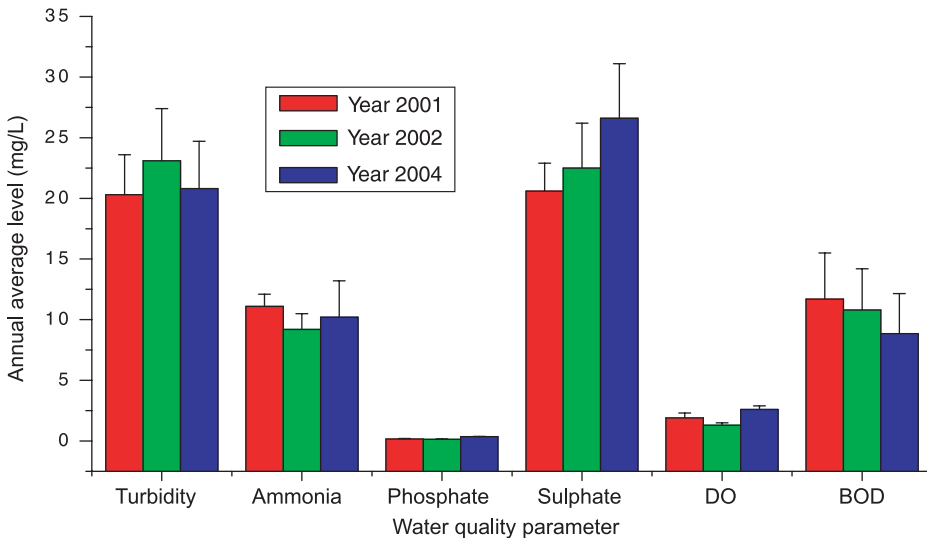 Annual average level (mg/L)
35
30
25
20
15
10
5
0
Year 2001
Year 2002
Year 2004
Turbidity
Ammonia
Phosphate
Sulphate
DO
BOD
Water quality parameter